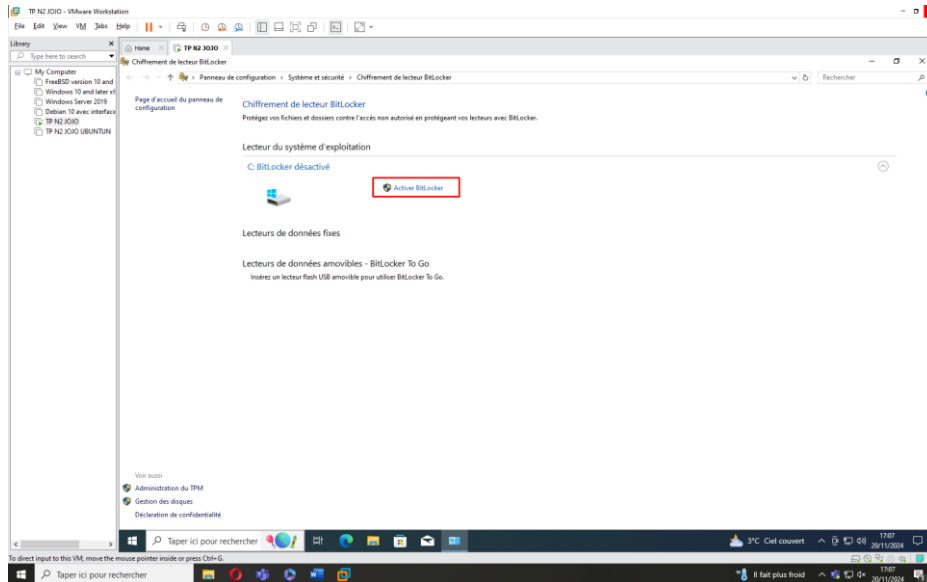 TP N2 JOJO - VMware Workstation
File Edit View VM Tabs Help
Library
Type here to search
My Computer
FreeBSD version 10 and
Windows 10 and later x6
Windows Server 2019
Debian 10 avec interface
TP N2 JOJO
TP N2 JOJO UBUNTUN
Home
TP N2 JOJO
Chiffrement de lecteur BitLocker
Panneau de configuration > Système et sécurité > Chiffrement de lecteur BitLocker
Rechercher
Page d'accueil du panneau de
configuration
Chiffrement de lecteur BitLocker
Protégez vos fichiers et dossiers contre l'accès non autorisé en protégeant vos lecteurs avec BitLocker.
Lecteur du système d'exploitation
C: BitLocker désactivé
Activer BitLocker
Lecteurs de données fixes
Lecteurs de données amovibles - BitLocker To Go
Insérez un lecteur flash USB amovible pour utiliser BitLocker To Go.
Voir aussi
Administration du TPM
Gestion des disques
Déclaration de confidentialité
Taper ici pour rechercher
3°C Ciel couvert
17:07
20/11/2024
To direct input to this VM, move the mouse pointer inside or press Ctrl+G.
Taper ici pour rechercher
Il fait plus froid
17:07
20/11/2024